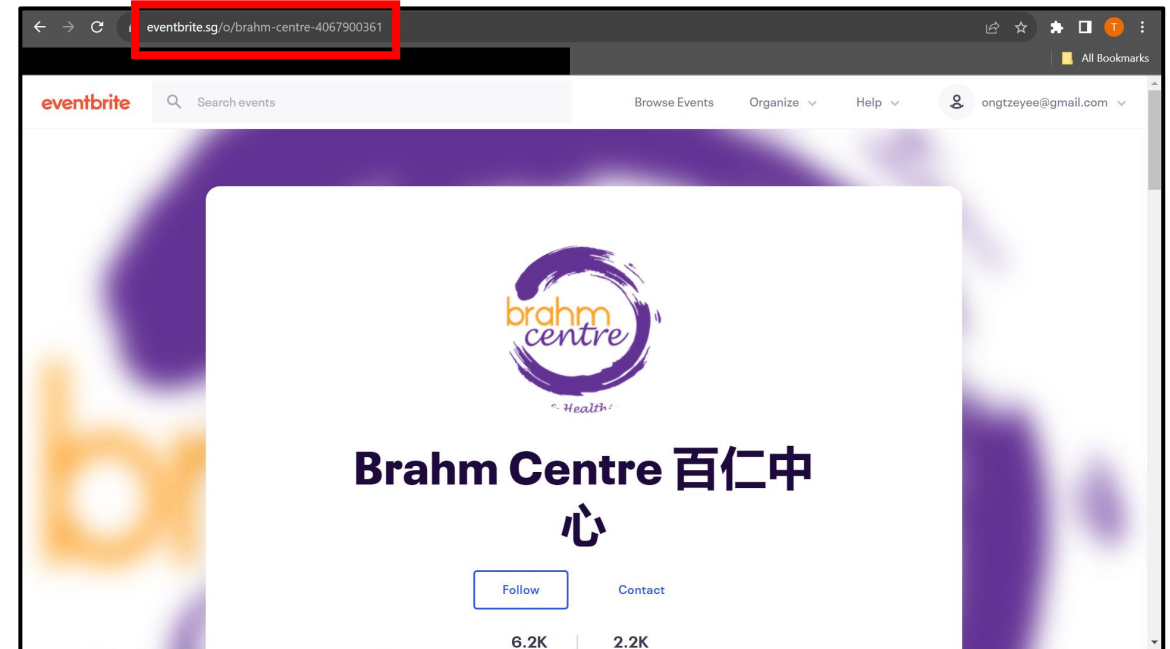 eventbrite.sg/o/brahm-centre-4067900361
T
All Bookmarks
eventbrite
Search events
Browse Events
Organize
Help
ongtzeyee@gmail.com
brahm
centre
& Health
Brahm Centre 百仁中
心
Follow
Contact
6.2K
2.2K